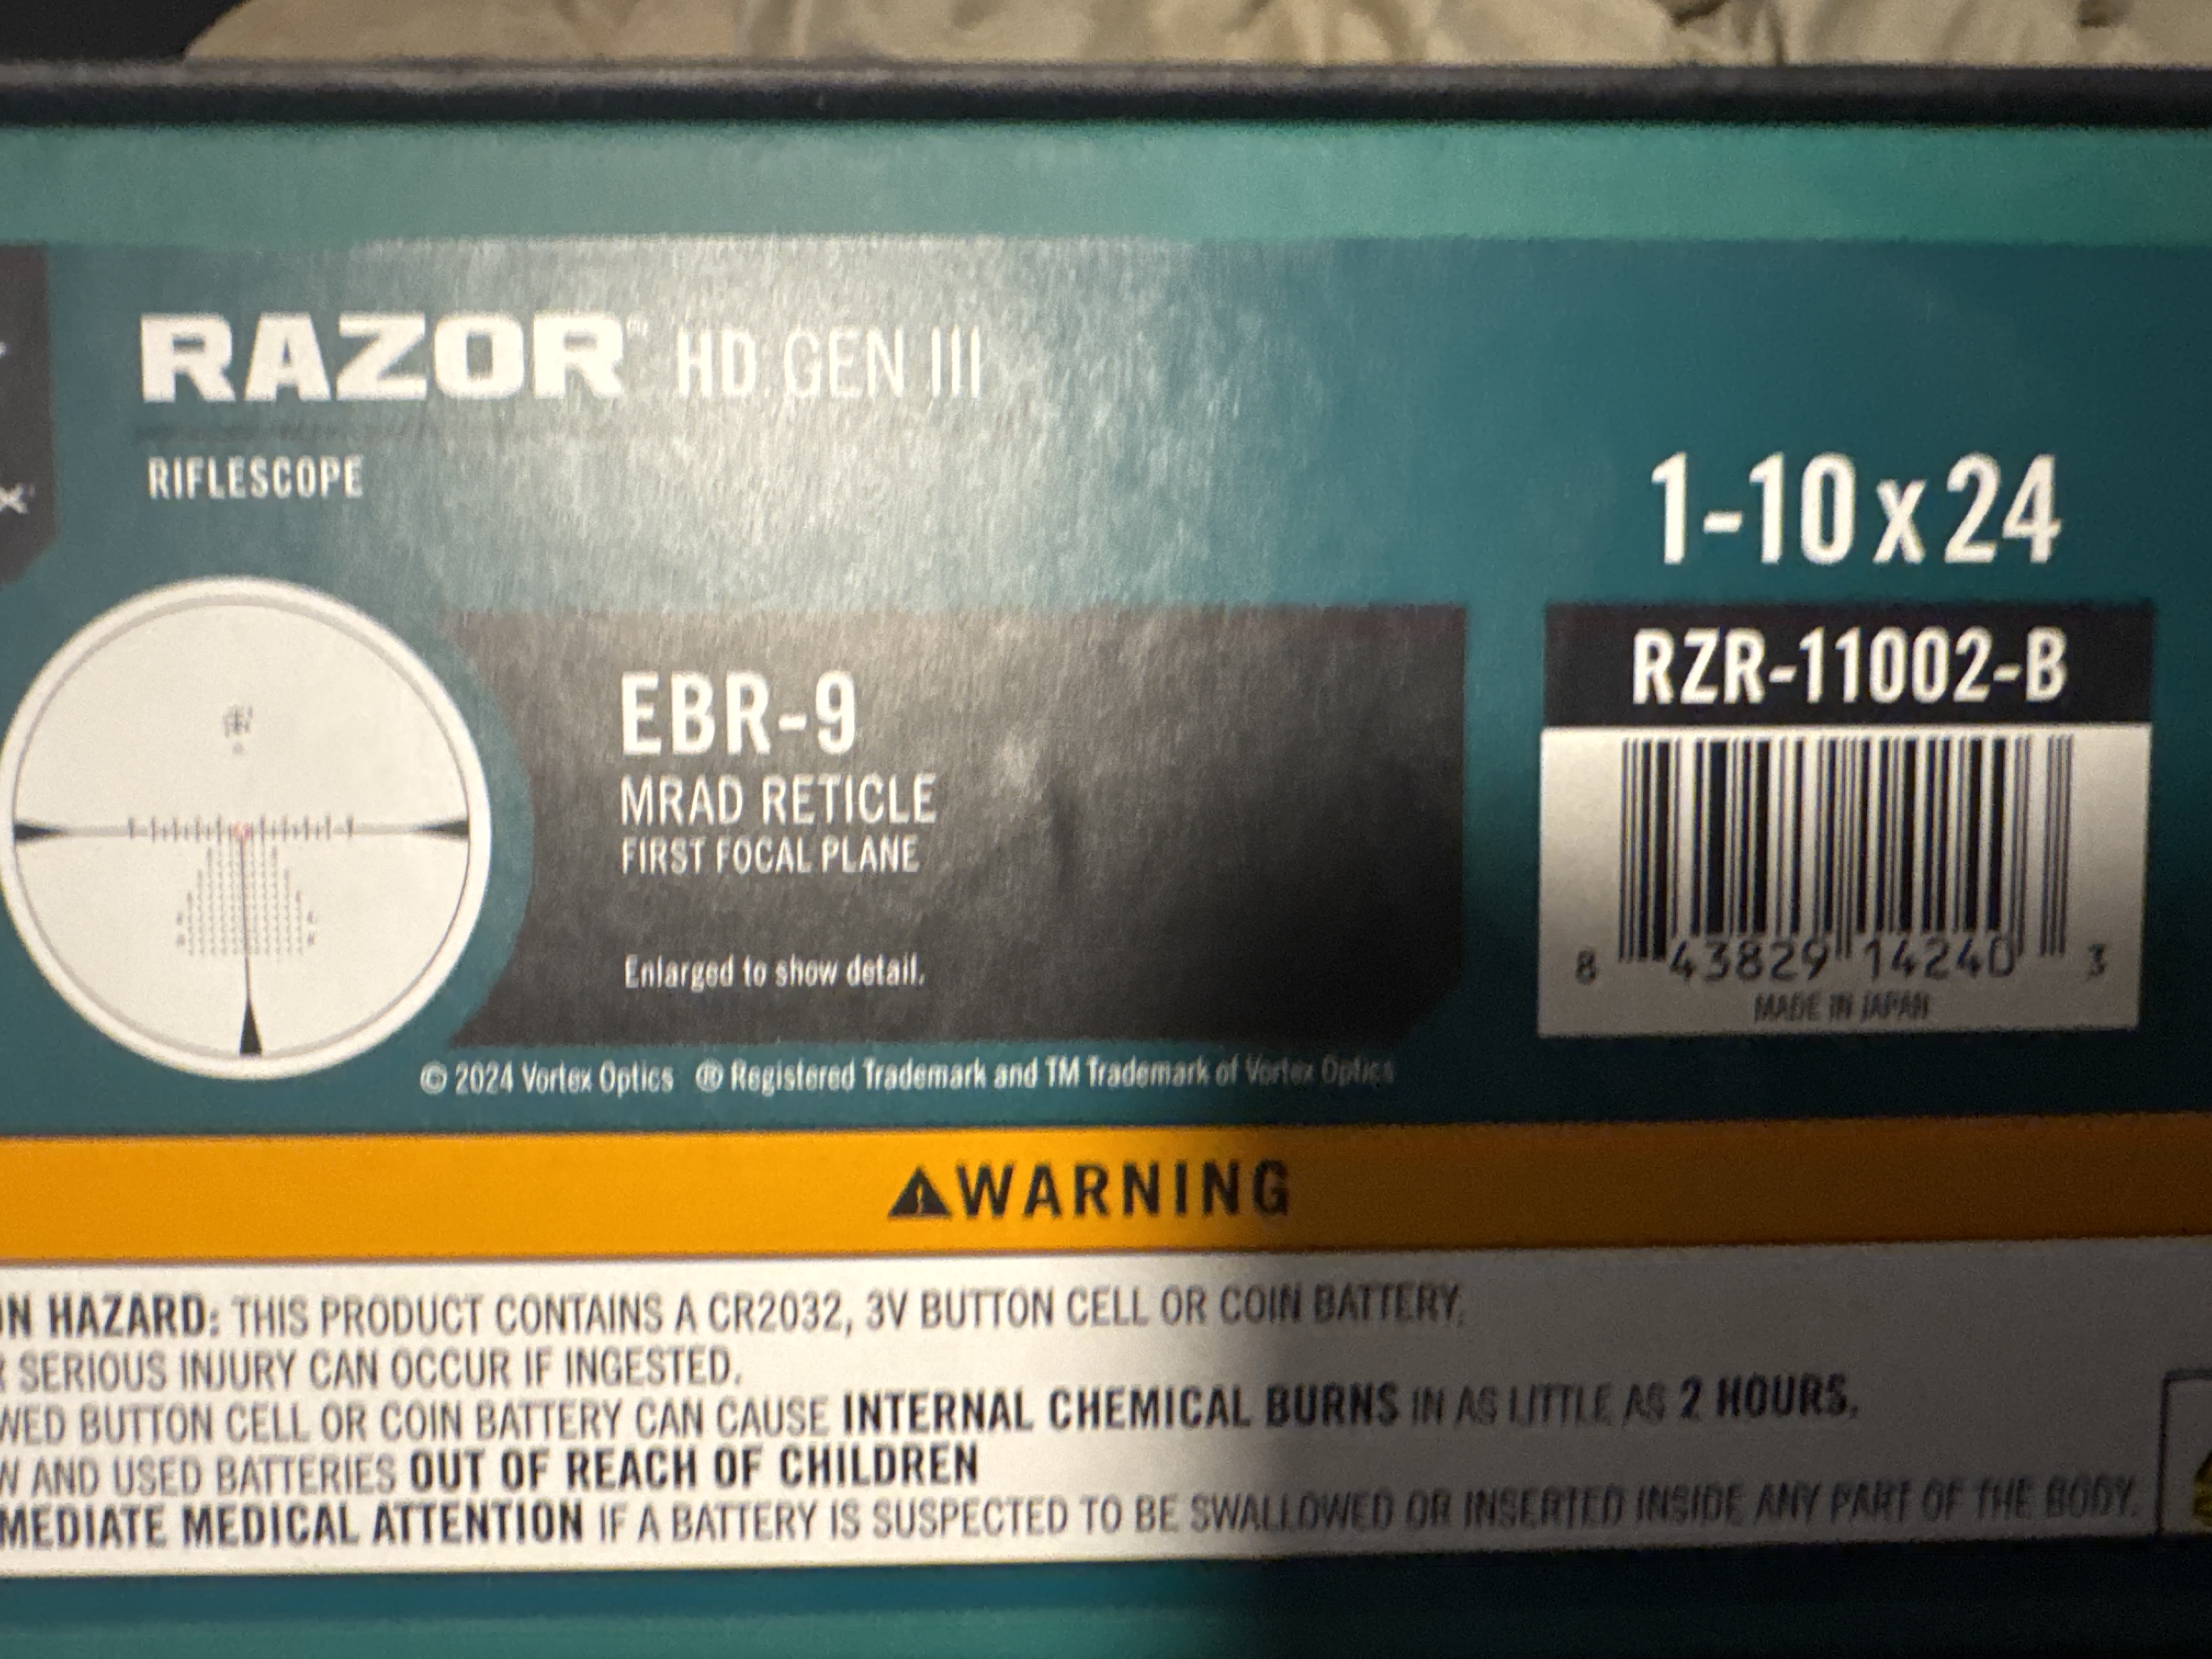 RAZOR™ HD GEN III
RIFLESCOPE
1-10x24
RZR-11002-B
EBR-9
MRAD RETICLE
FIRST FOCAL PLANE
Enlarged to show detail.
8 43829 14240 3
MADE IN JAPAN
© 2024 Vortex Optics ® Registered Trademark and TM Trademark of Vortex Optics
WARNING
N HAZARD: THIS PRODUCT CONTAINS A CR2032, 3V BUTTON CELL OR COIN BATTERY.
R SERIOUS INJURY CAN OCCUR IF INGESTED.
WED BUTTON CELL OR COIN BATTERY CAN CAUSE INTERNAL CHEMICAL BURNS IN AS LITTLE AS 2 HOURS.
W AND USED BATTERIES OUT OF REACH OF CHILDREN
MEDIATE MEDICAL ATTENTION IF A BATTERY IS SUSPECTED TO BE SWALLOWED OR INSERTED INSIDE ANY PART OF THE BODY.